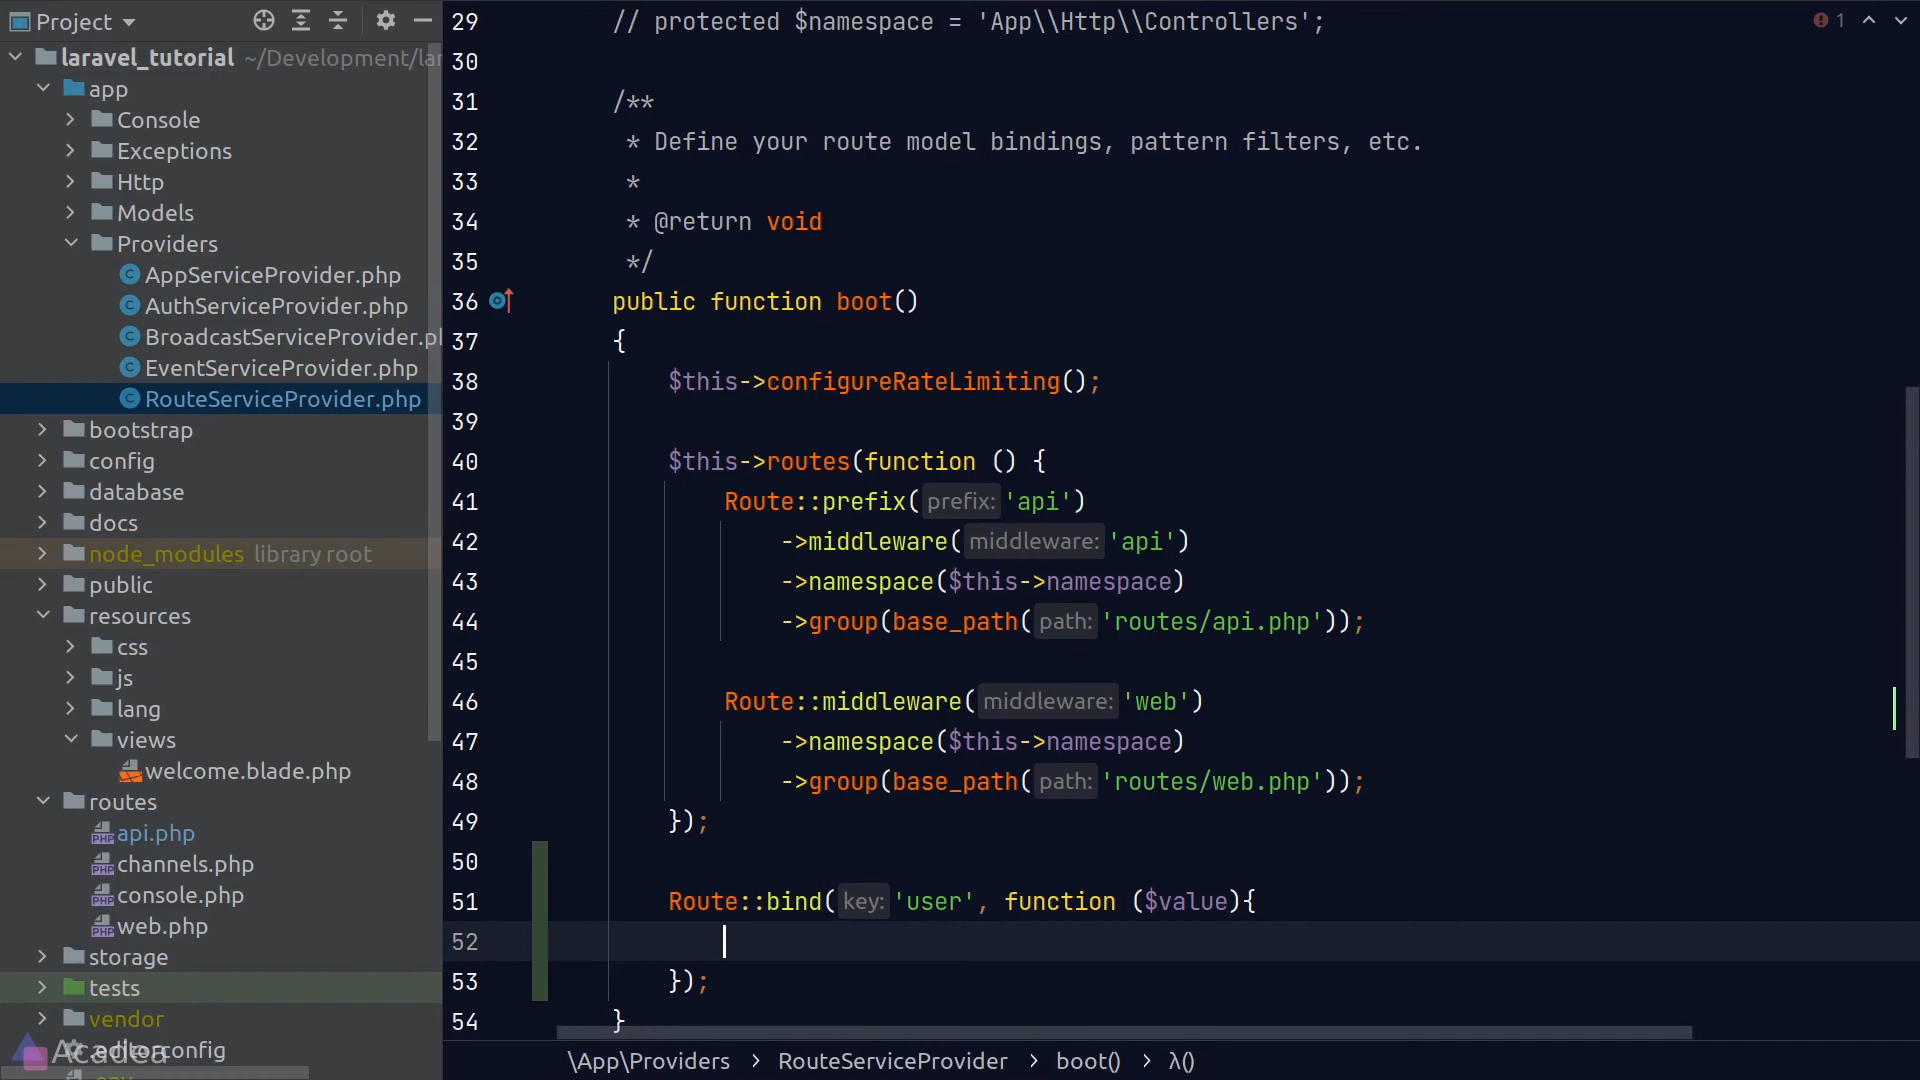 Project
laravel_tutorial ~/Development/la
app
Console
Exceptions
Http
Models
Providers
AppServiceProvider.php
AuthServiceProvider.php
BroadcastServiceProvider.p
EventServiceProvider.php
RouteServiceProvider.php
bootstrap
config
database
docs
node_modules library root
public
resources
css
js
lang
views
welcome.blade.php
routes
api.php
channels.php
console.php
web.php
storage
tests
vendor
.editorconfig
Acadea
1
29 // protected $namespace = 'App\\Http\\Controllers';
30
31 /**
32 * Define your route model bindings, pattern filters, etc.
33 *
34 * @return void
35 */
36 public function boot()
37 {
38 $this->configureRateLimiting();
39
40 $this->routes(function () {
41 Route::prefix( prefix: 'api')
42 ->middleware( middleware: 'api')
43 ->namespace($this->namespace)
44 ->group(base_path( path: 'routes/api.php'));
45
46 Route::middleware( middleware: 'web')
47 ->namespace($this->namespace)
48 ->group(base_path( path: 'routes/web.php'));
49 });
50
51 Route::bind( key: 'user', function ($value){
52
53 });
54 }
\App\Providers > RouteServiceProvider > boot() > λ()